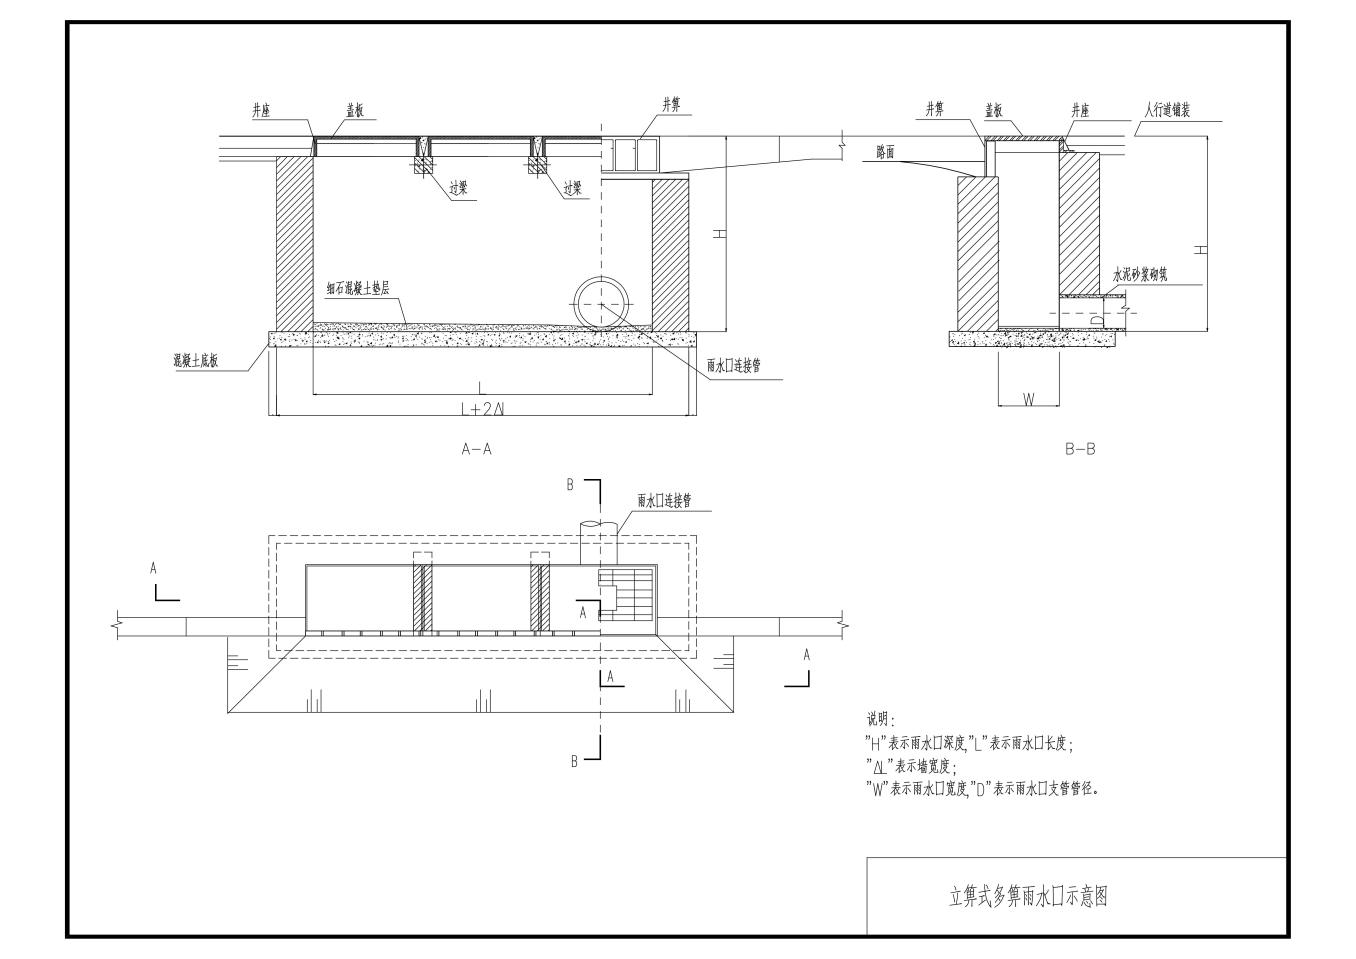 井座
盖板
井箅
井箅
盖板
井座
人行道铺装
路面
过梁
过梁
H
H
水泥砂浆砌筑
细石混凝土垫层
D
混凝土底板
雨水口连接管
L
W
L+2Δl
A-A
B-B
B
雨水口连接管
A
A
A
A
B
说明:
"H"表示雨水口深度,"L"表示雨水口长度;
"ΔL"表示墙宽度;
"W"表示雨水口宽度,"D"表示雨水口支管管径。
立箅式多箅雨水口示意图